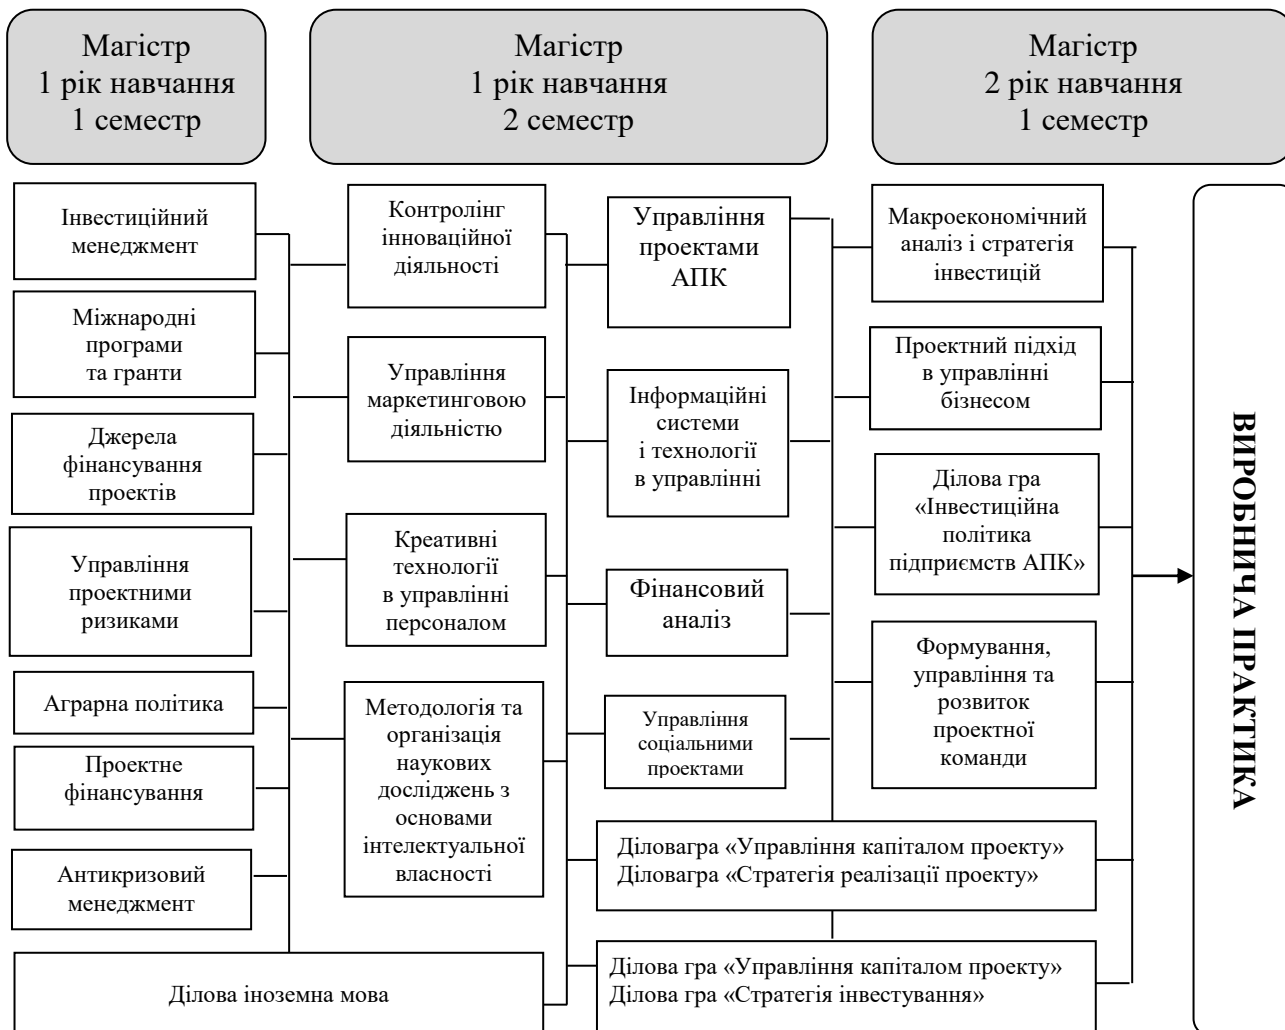 Магістр
1 рік навчання
1 семестр
Магістр
1 рік навчання
2 семестр
Магістр
2 рік навчання
1 семестр
Інвестиційний
менеджмент
Міжнародні
програми
та гранти
Джерела
фінансування
проектів
Управління
проектними
ризиками
Аграрна політика
Проектне
фінансування
Антикризовий
менеджмент
Ділова іноземна мова
Контролінг
інноваційної
діяльності
Управління
маркетинговою
діяльністю
Креативні
технології
в управлінні
персоналом
Методологія та
організація
наукових
досліджень з
основами
інтелектуальної
власності
Управління
проектами
АПК
Інформаційні
системи
і технології
в управлінні
Фінансовий
аналіз
Управління
соціальними
проектами
Діловагра «Управління капіталом проекту»
Діловагра «Стратегія реалізації проекту»
Ділова гра «Управління капіталом проекту»
Ділова гра «Стратегія інвестування»
Макроекономічний
аналіз і стратегія
інвестицій
Проектний підхід
в управлінні
бізнесом
Ділова гра
«Інвестиційна
політика
підприємств АПК»
Формування,
управління та
розвиток
проектної
команди
ВИРОБНИЧА ПРАКТИКА